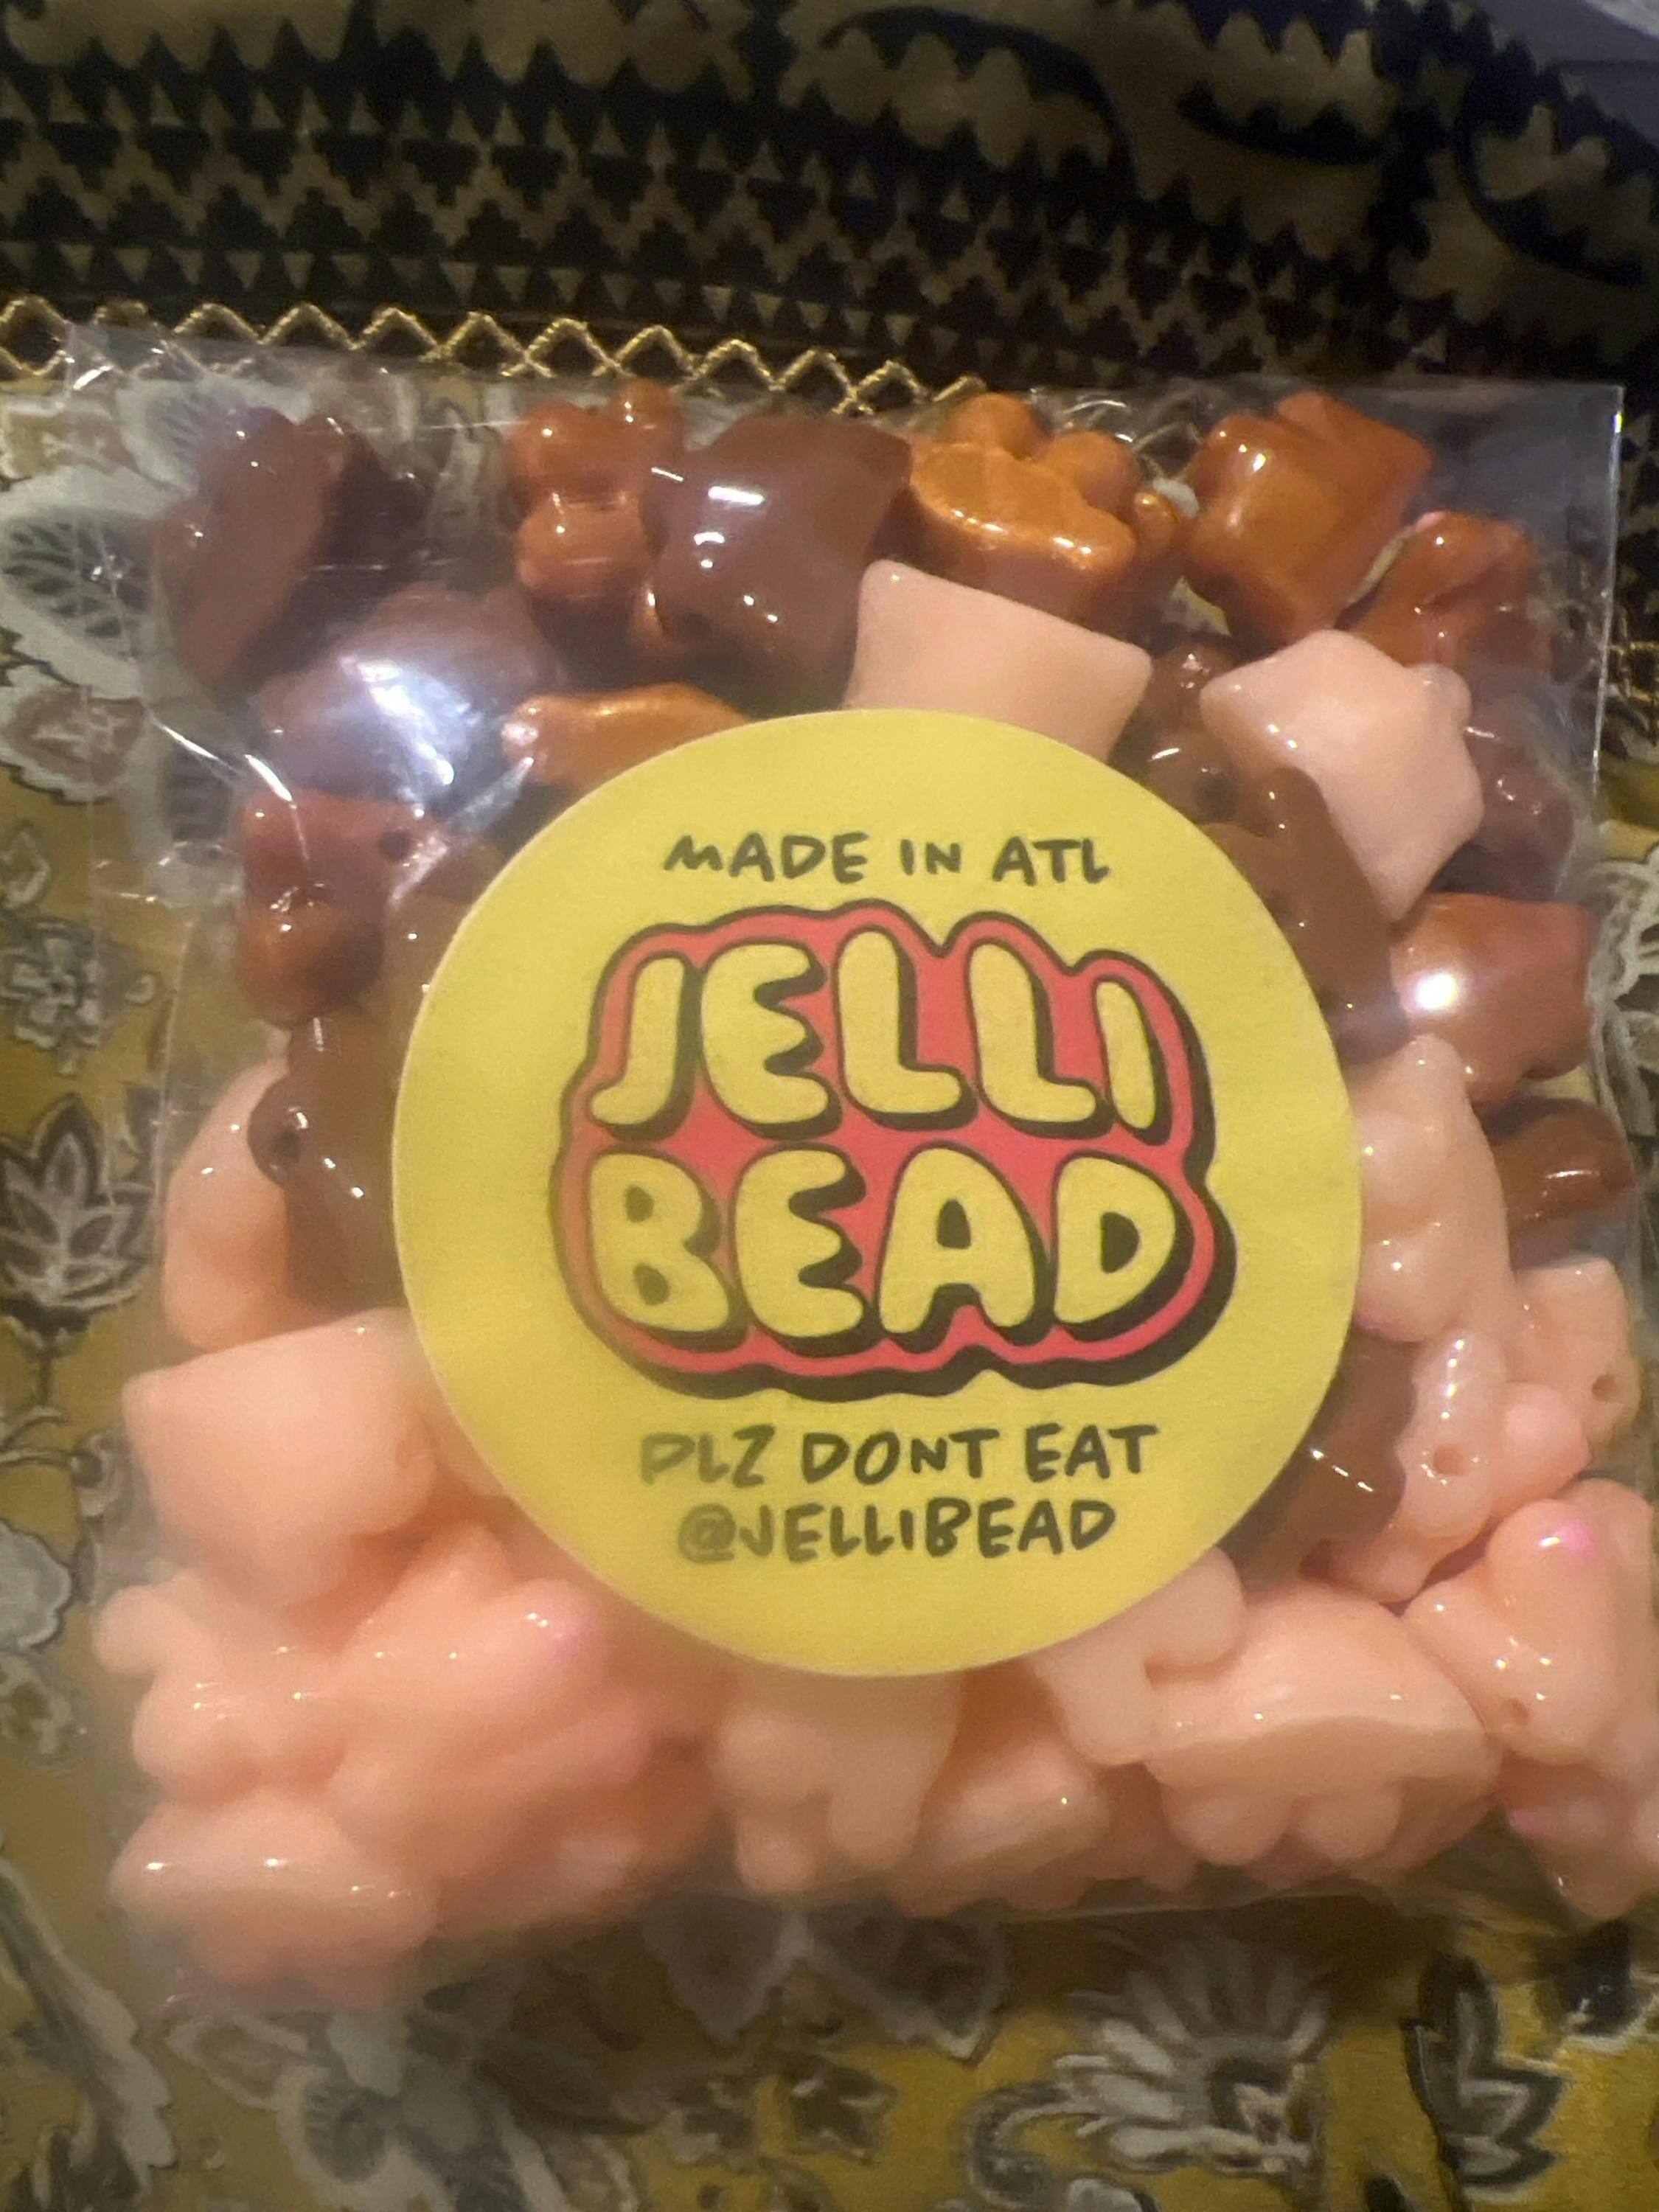 MADE IN ATL
JELLI
BEAD
PLZ DONT EAT
@JELLIBEAD